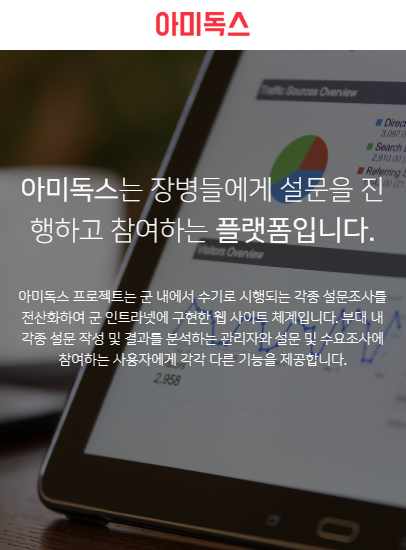 아미독스
Traffic Sources Overview
Direct
3,097.0
Search E
2,910.00 (
Referring S
아미독스는 장병들에게 설문을 진
행하고 참여하는 플랫폼입니다.
Visitors Overview
아미독스 프로젝트는 군 내에서 수기로 시행되는 각종 설문조사를
전산화하여 군 인트라넷에 구현한 웹 사이트 체계입니다. 부대 내
각종 설문 작성 및 결과를 분석하는 관리자와 설문 및 수요조사에
참여하는 사용자에게 각각 다른 기능을 제공합니다.
2,958